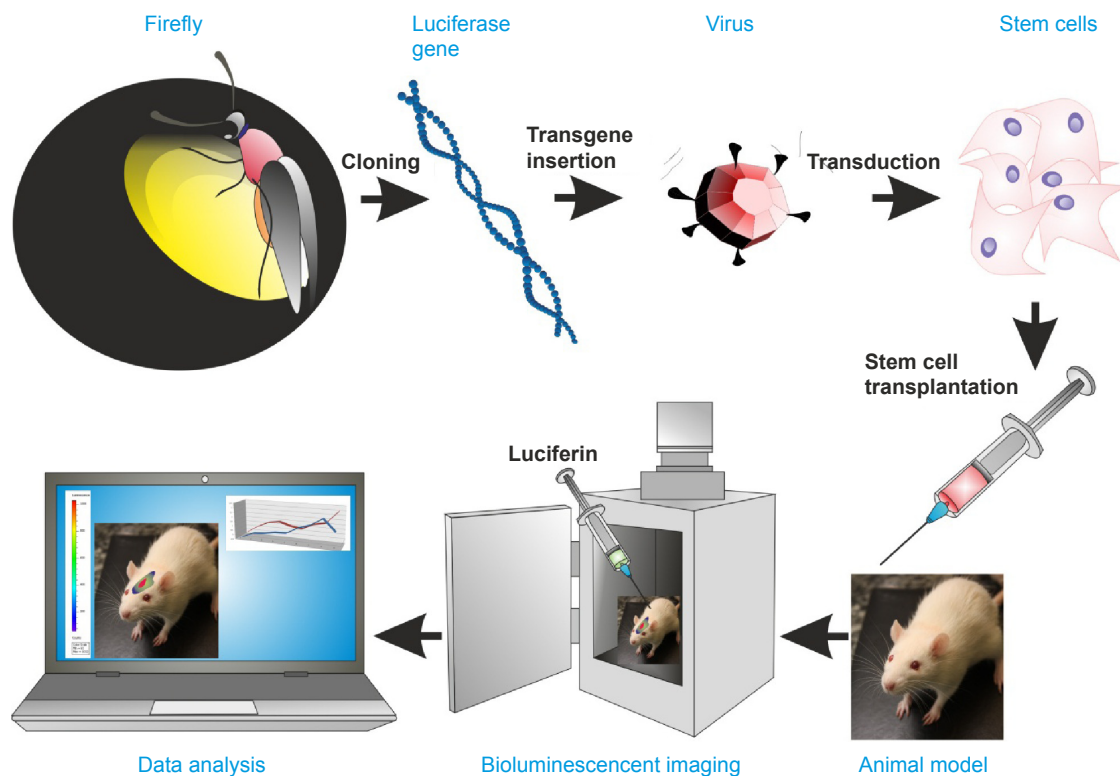 Firefly
Luciferase
gene
Virus
Stem cells
Cloning
Transgene
insertion
Transduction
Stem cell
transplantation
Luciferin
Data analysis
Bioluminescent imaging
Animal model